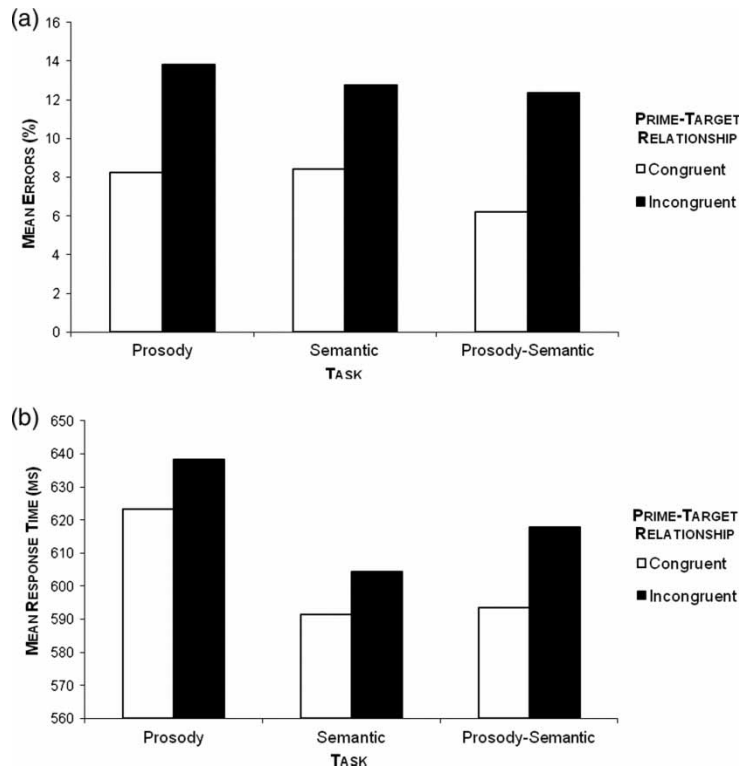 (a)
16
14
12
10
8
6
4
2
0
MEAN ERRORS (%)
Prosody Semantic Prosody-Semantic
TASK
PRIME-TARGET
RELATIONSHIP
Congruent
Incongruent
(b)
650
640
630
620
610
600
590
580
570
560
MEAN RESPONSE TIME (MS)
Prosody Semantic Prosody-Semantic
TASK
PRIME-TARGET
RELATIONSHIP
Congruent
Incongruent